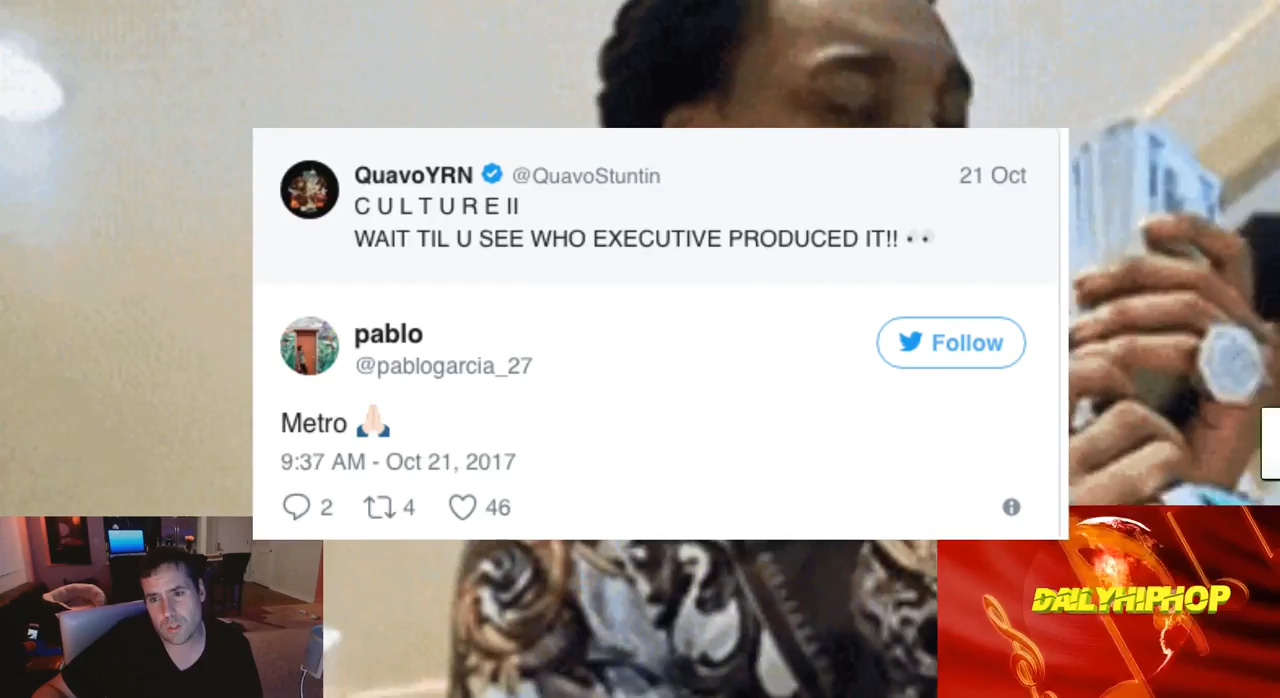 QuavoYRN @QuavoStuntin 21 Oct
C U L T U R E II
WAIT TIL U SEE WHO EXECUTIVE PRODUCED IT!! 👀
pablo
@pablogarcia_27
Follow
Metro 🙏🏻
9:37 AM - Oct 21, 2017
2 4 46
DAILYHIPHOP